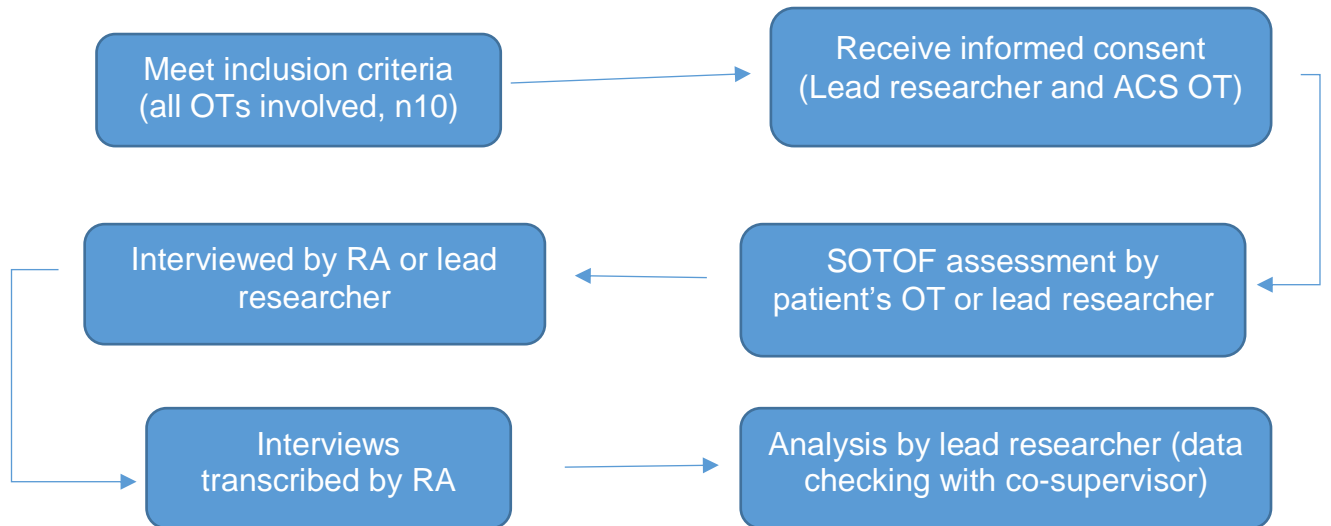 Meet inclusion criteria
(all OTs involved, n10)
Receive informed consent
(Lead researcher and ACS OT)
SOTOF assessment by
patient’s OT or lead researcher
Interviewed by RA or lead
researcher
Interviews
transcribed by RA
Analysis by lead researcher (data
checking with co-supervisor)